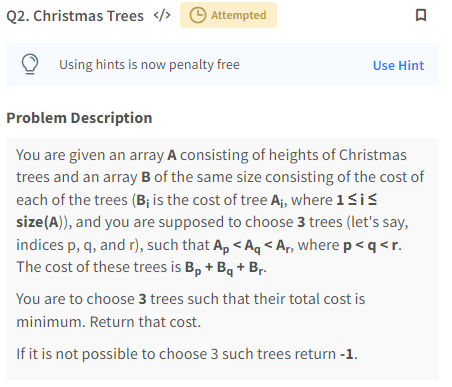 Q2. Christmas Trees </> Attempted
Using hints is now penalty free Use Hint
Problem Description
You are given an array A consisting of heights of Christmas
trees and an array B of the same size consisting of the cost of
each of the trees (Bi is the cost of tree Ai, where 1 ≤ i ≤
size(A)), and you are supposed to choose 3 trees (let's say,
indices p, q, and r), such that Ap < Aq < Ar, where p < q < r.
The cost of these trees is Bp + Bq + Br.
You are to choose 3 trees such that their total cost is
minimum. Return that cost.
If it is not possible to choose 3 such trees return -1.